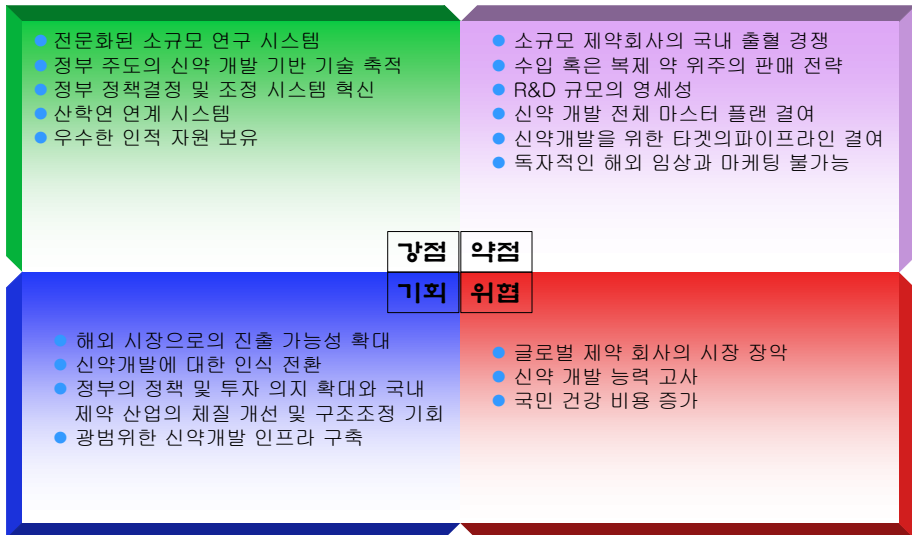 전문화된 소규모 연구 시스템
정부 주도의 신약 개발 기반 기술 축적
정부 정책결정 및 조정 시스템 혁신
산학연 연계 시스템
우수한 인적 자원 보유
소규모 제약회사의 국내 출혈 경쟁
수입 혹은 복제 약 위주의 판매 전략
R&D 규모의 영세성
신약 개발 전체 마스터 플랜 결여
신약개발을 위한 타겟의파이프라인 결여
독자적인 해외 임상과 마케팅 불가능
강점 약점
기회 위협
해외 시장으로의 진출 가능성 확대
신약개발에 대한 인식 전환
정부의 정책 및 투자 의지 확대와 국내
제약 산업의 체질 개선 및 구조조정 기회
광범위한 신약개발 인프라 구축
글로벌 제약 회사의 시장 장악
신약 개발 능력 고사
국민 건강 비용 증가